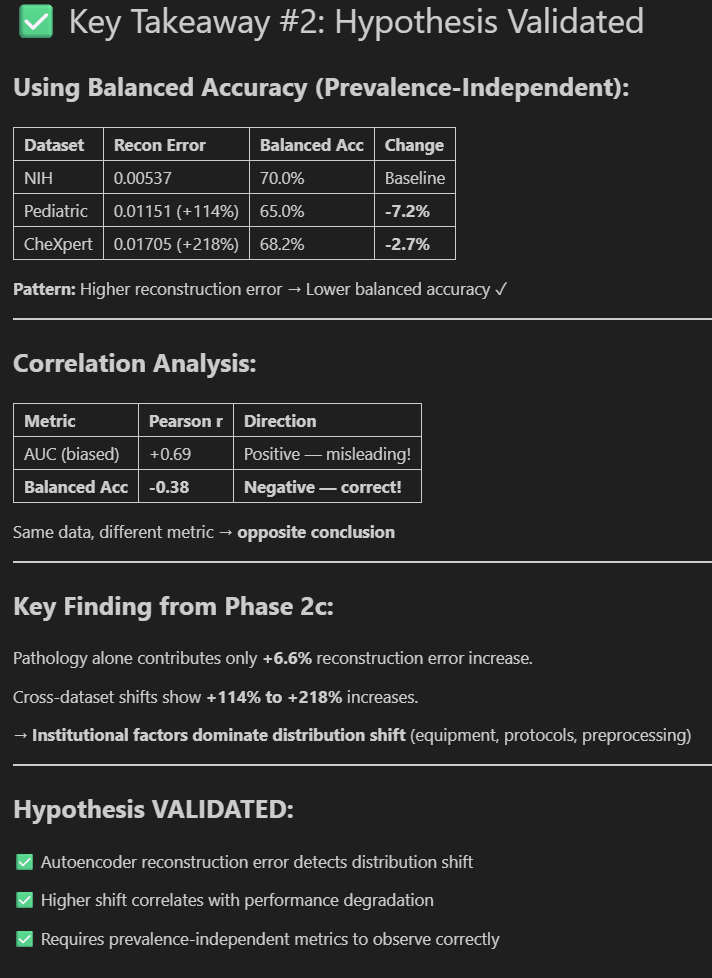 ✅ Key Takeaway #2: Hypothesis Validated
Using Balanced Accuracy (Prevalence-Independent):
Dataset Recon Error Balanced Acc Change
NIH 0.00537 70.0% Baseline
Pediatric 0.01151 (+114%) 65.0% -7.2%
CheXpert 0.01705 (+218%) 68.2% -2.7%
Pattern: Higher reconstruction error → Lower balanced accuracy ✓
Correlation Analysis:
Metric Pearson r Direction
AUC (biased) +0.69 Positive — misleading!
Balanced Acc -0.38 Negative — correct!
Same data, different metric → opposite conclusion
Key Finding from Phase 2c:
Pathology alone contributes only +6.6% reconstruction error increase.
Cross-dataset shifts show +114% to +218% increases.
→ Institutional factors dominate distribution shift (equipment, protocols, preprocessing)
Hypothesis VALIDATED:
✅ Autoencoder reconstruction error detects distribution shift
✅ Higher shift correlates with performance degradation
✅ Requires prevalence-independent metrics to observe correctly